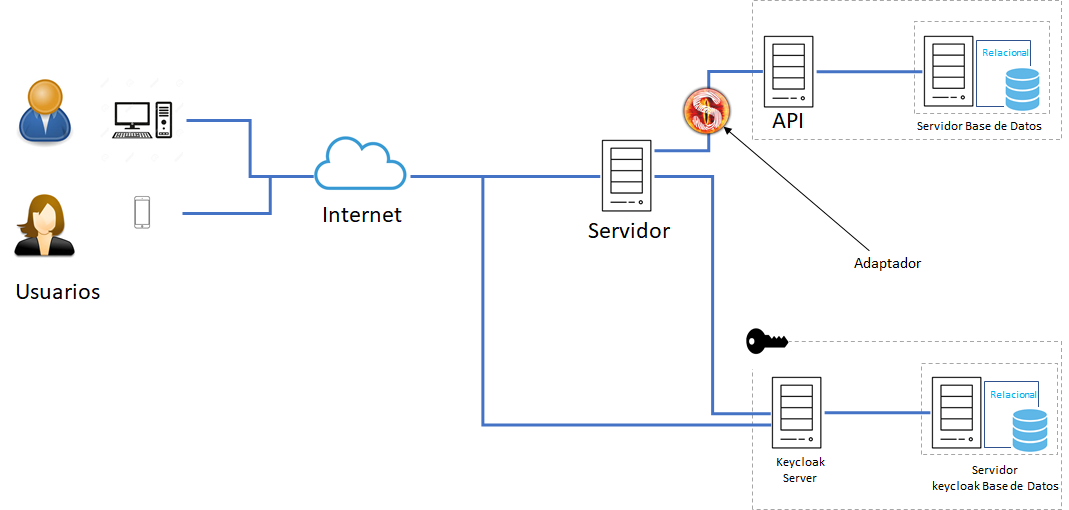 Usuarios
Internet
Servidor
API
Relacional
Servidor Base de Datos
Adaptador
Keycloak
Server
Relacional
Servidor
keycloak Base de Datos